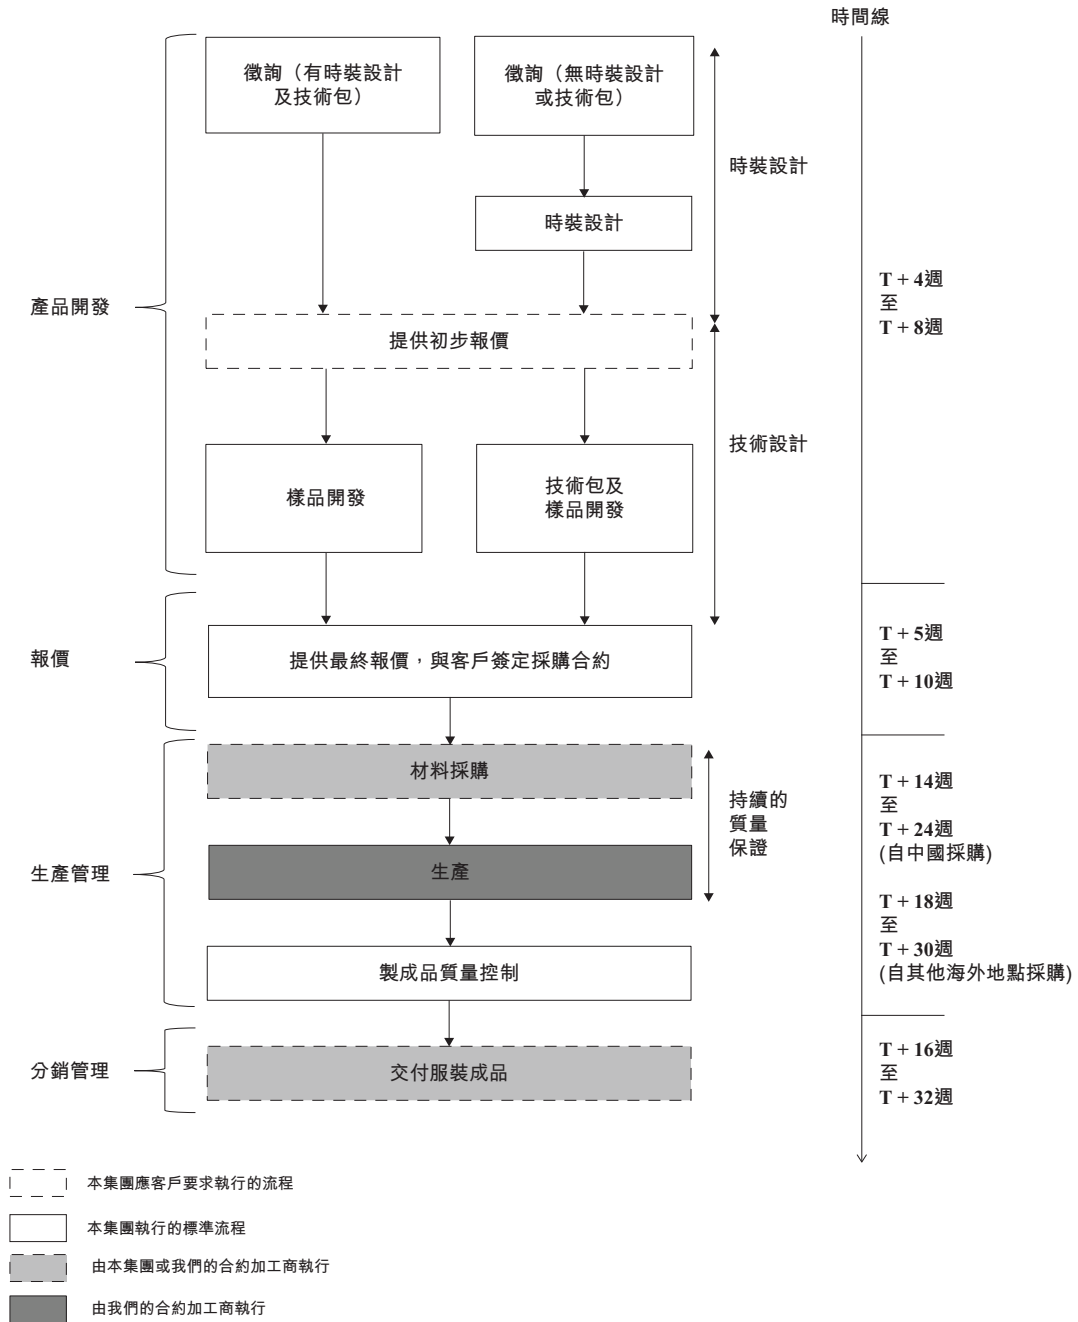 時間線
徵詢（有時裝設計
及技術包）
徵詢（無時裝設計
或技術包）
時裝設計
時裝設計
產品開發
T + 4週
至
T + 8週
提供初步報價
技術設計
樣品開發
技術包及
樣品開發
報價
提供最終報價，與客戶簽定採購合約
T + 5週
至
T + 10週
材料採購
持續的
質量
保證
生產管理
生產
T + 14週
至
T + 24週
(自中國採購)
T + 18週
至
T + 30週
(自其他海外地點採購)
製成品質量控制
分銷管理
交付服裝成品
T + 16週
至
T + 32週
本集團應客戶要求執行的流程
本集團執行的標準流程
由本集團或我們的合約加工商執行
由我們的合約加工商執行